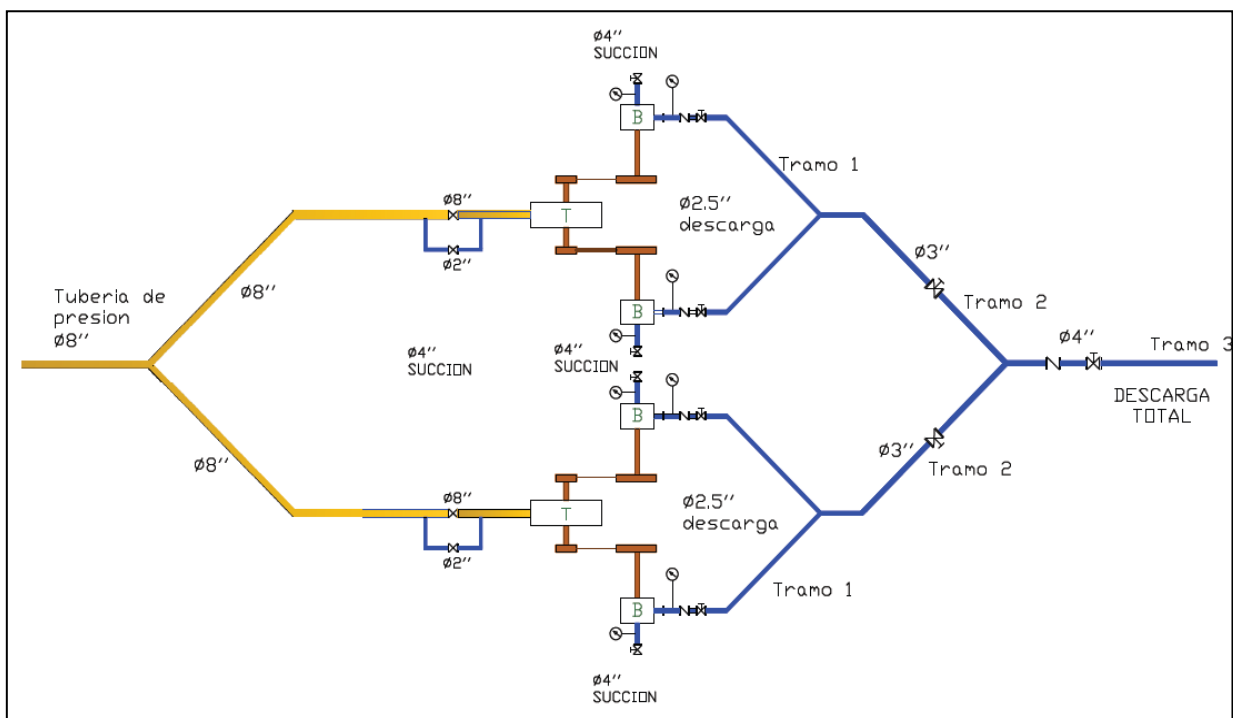 Ø4''
SUCCION
B
Tramo 1
Ø8''
T
Ø2.5''
descarga
Ø2''
Ø3''
Ø8''
Tuberia de
presion
Ø8''
B
Tramo 2
Ø4''
Tramo 3
Ø4''
SUCCION
Ø4''
SUCCION
DESCARGA
TOTAL
B
Ø8''
Ø3''
Tramo 2
Ø8''
T
Ø2.5''
descarga
Ø2''
Tramo 1
B
Ø4''
SUCCION